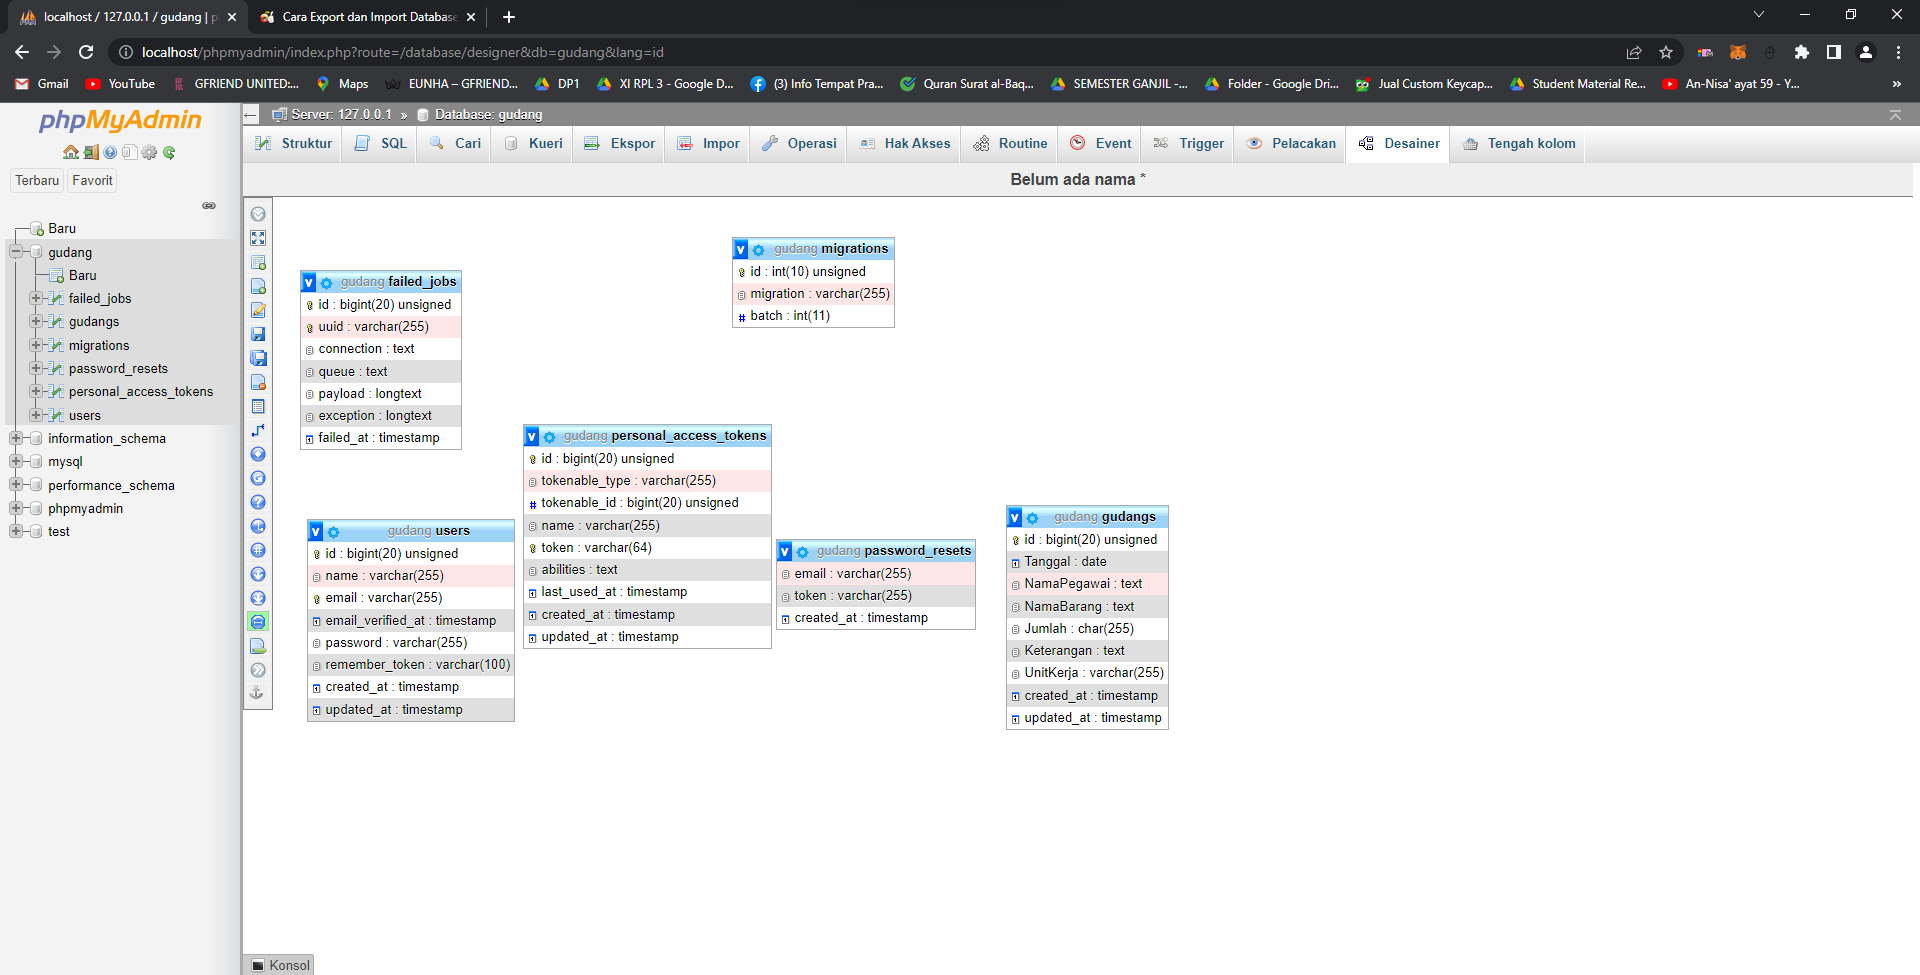 localhost / 127.0.0.1 / gudang | p
Cara Export dan Import Database
localhost/phpmyadmin/index.php?route=/database/designer&db=gudang&lang=id
Gmail
YouTube
GFRIEND UNITED:...
Maps
EUNHA – GFRIEND...
DP1
XI RPL 3 - Google D...
(3) Info Tempat Pra...
Quran Surat al-Baq...
SEMESTER GANJIL -...
Folder - Google Dri...
Jual Custom Keycap...
Student Material Re...
An-Nisa' ayat 59 - Y...
»
phpMyAdmin
Terbaru
Favorit
Baru
gudang
Baru
failed_jobs
gudangs
migrations
password_resets
personal_access_tokens
users
information_schema
mysql
performance_schema
phpmyadmin
test
Server: 127.0.0.1 » Database: gudang
Struktur
SQL
Cari
Kueri
Ekspor
Impor
Operasi
Hak Akses
Routine
Event
Trigger
Pelacakan
Desainer
Tengah kolom
Belum ada nama *
v gudang migrations
id : int(10) unsigned
migration : varchar(255)
# batch : int(11)
v gudang failed_jobs
id : bigint(20) unsigned
uuid : varchar(255)
connection : text
queue : text
payload : longtext
exception : longtext
failed_at : timestamp
v gudang personal_access_tokens
id : bigint(20) unsigned
tokenable_type : varchar(255)
# tokenable_id : bigint(20) unsigned
name : varchar(255)
token : varchar(64)
abilities : text
last_used_at : timestamp
created_at : timestamp
updated_at : timestamp
v gudang users
id : bigint(20) unsigned
name : varchar(255)
email : varchar(255)
email_verified_at : timestamp
password : varchar(255)
remember_token : varchar(100)
created_at : timestamp
updated_at : timestamp
v gudang password_resets
email : varchar(255)
token : varchar(255)
created_at : timestamp
v gudang gudangs
id : bigint(20) unsigned
Tanggal : date
NamaPegawai : text
NamaBarang : text
Jumlah : char(255)
Keterangan : text
UnitKerja : varchar(255)
created_at : timestamp
updated_at : timestamp
Konsol